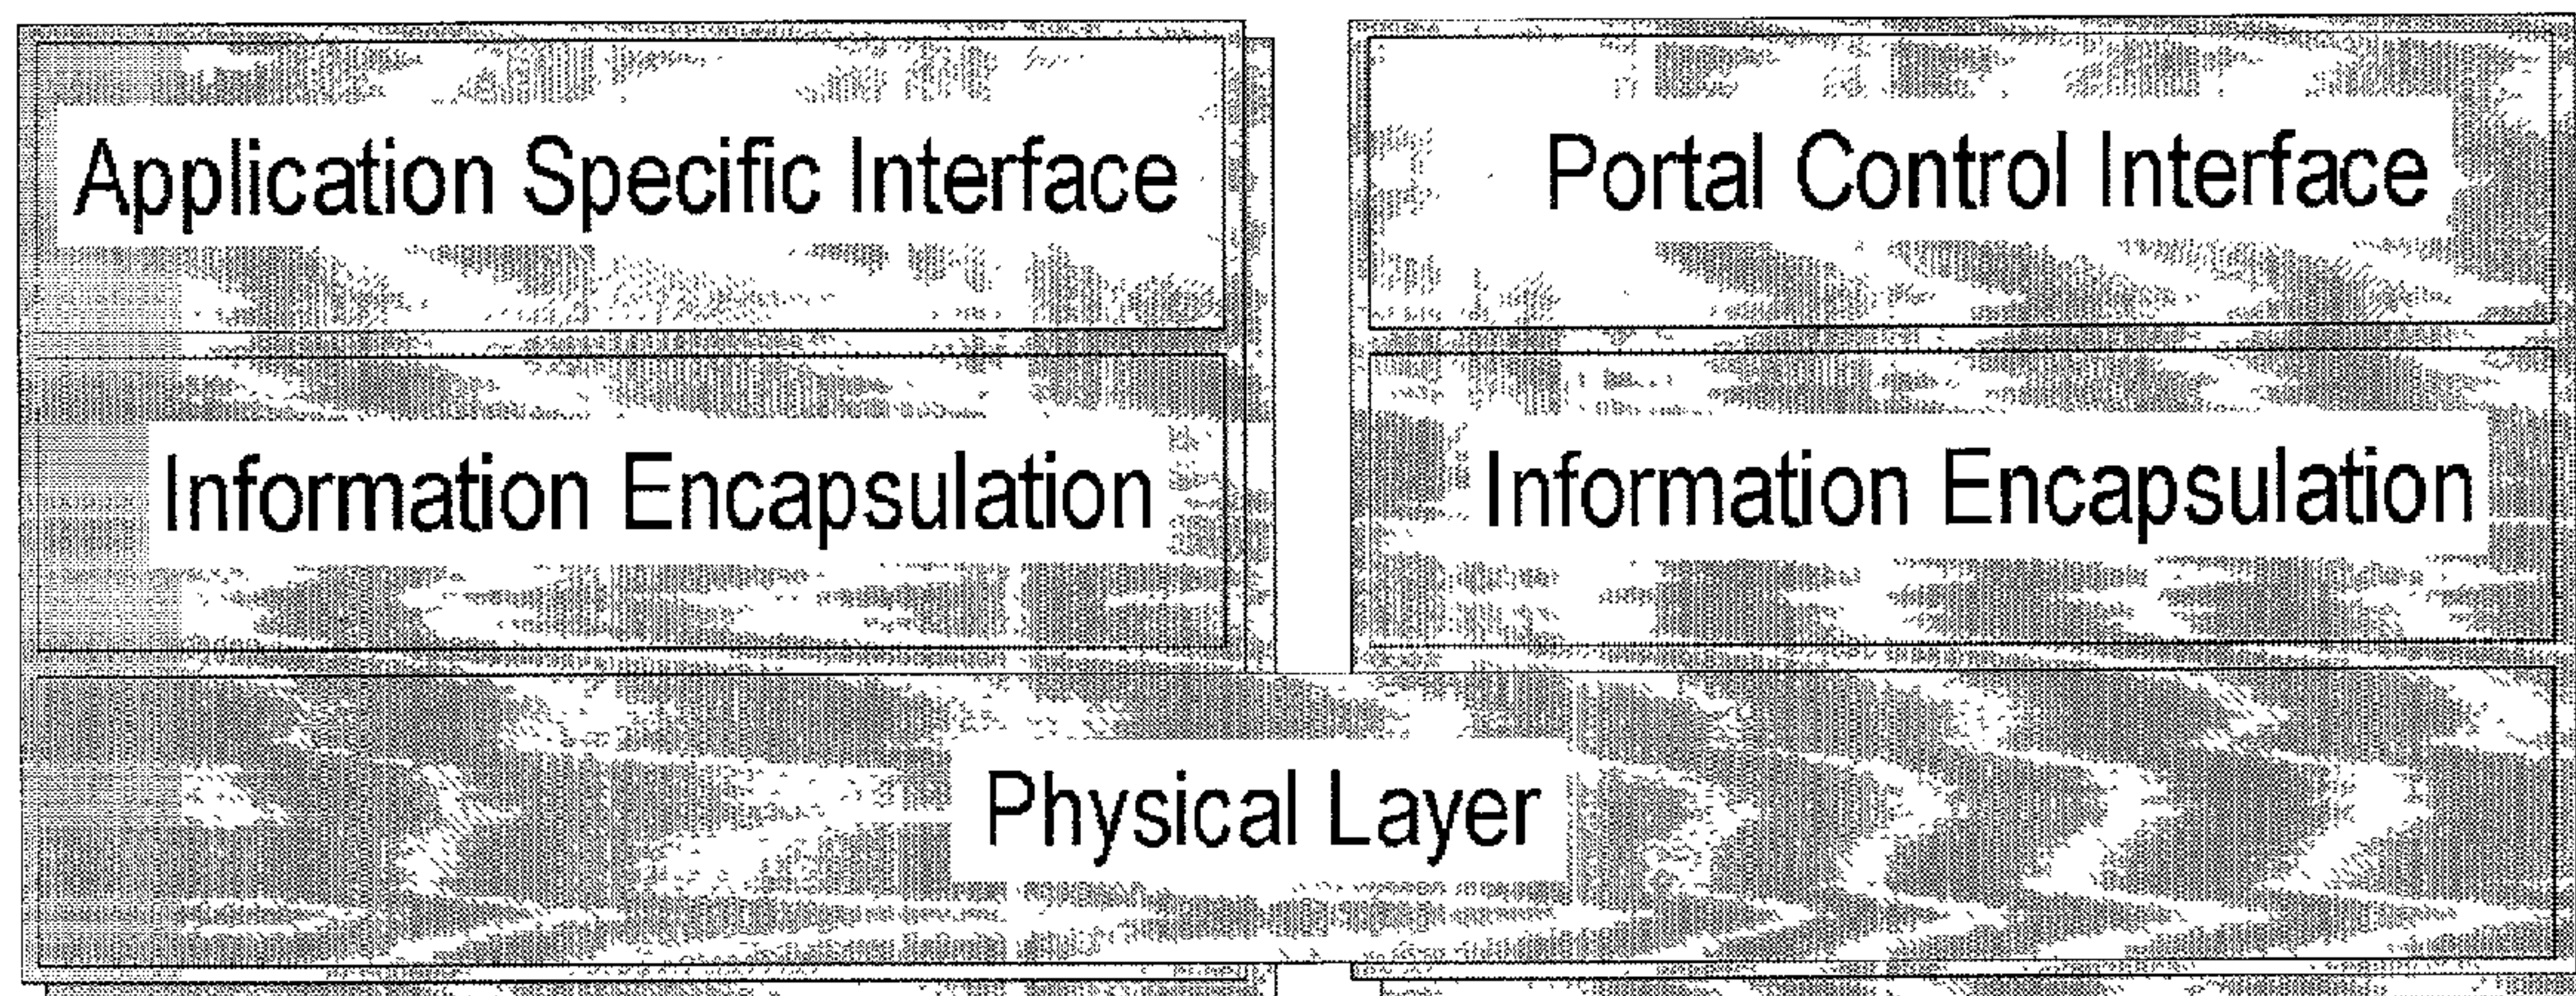 Application Specific Interface
Portal Control Interface
Information Encapsulation
Information Encapsulation
Physical Layer